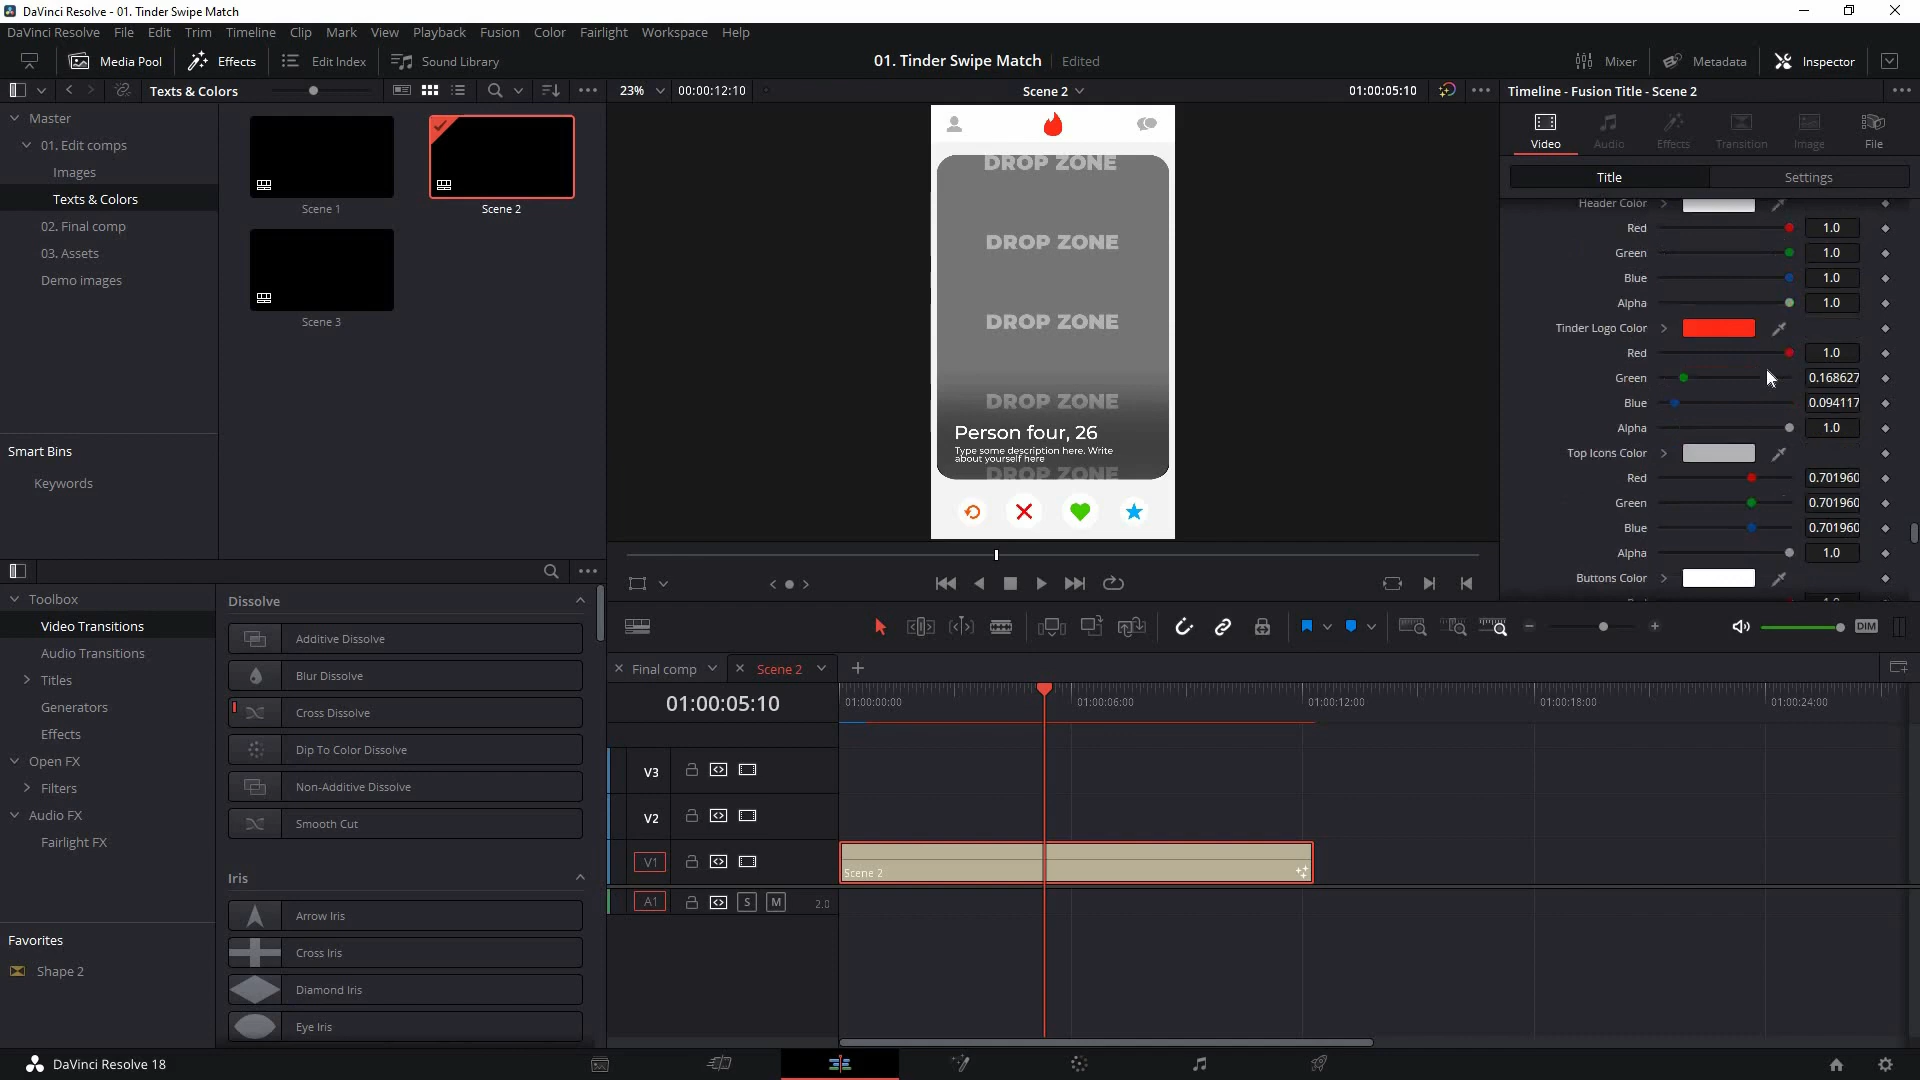 DaVinci Resolve - 01. Tinder Swipe Match
DaVinci Resolve File Edit Trim Timeline Clip Mark View Playback Fusion Color Fairlight Workspace Help
Media Pool Effects Edit Index Sound Library 01. Tinder Swipe Match Edited Mixer Metadata Inspector
Texts & Colors 23% 00:00:12:10 Scene 2 01:00:05:10 Timeline - Fusion Title - Scene 2
Master
01. Edit comps
Images
Texts & Colors
02. Final comp
03. Assets
Demo images
Smart Bins
Keywords
Scene 1
Scene 2
Scene 3
DROP ZONE
DROP ZONE
DROP ZONE
DROP ZONE
Person four, 26
Type some description here. Write
about yourself here
DROP ZONE
Video Audio Effects Transition Image File
Title Settings
Header Color
Red 1.0
Green 1.0
Blue 1.0
Alpha 1.0
Tinder Logo Color
Red 1.0
Green 0.168627
Blue 0.094117
Alpha 1.0
Top Icons Color
Red 0.701960
Green 0.701960
Blue 0.701960
Alpha 1.0
Buttons Color
Toolbox
Video Transitions
Audio Transitions
Titles
Generators
Effects
Open FX
Filters
Audio FX
Fairlight FX
Favorites
Shape 2
Dissolve
Additive Dissolve
Blur Dissolve
Cross Dissolve
Dip To Color Dissolve
Non-Additive Dissolve
Smooth Cut
Iris
Arrow Iris
Cross Iris
Diamond Iris
Eye Iris
DIM
Final comp Scene 2
01:00:05:10 01:00:00:00 01:00:06:00 01:00:12:00 01:00:18:00 01:00:24:00
V3
V2
V1
Scene 2
A1 S M 2.0
DaVinci Resolve 18